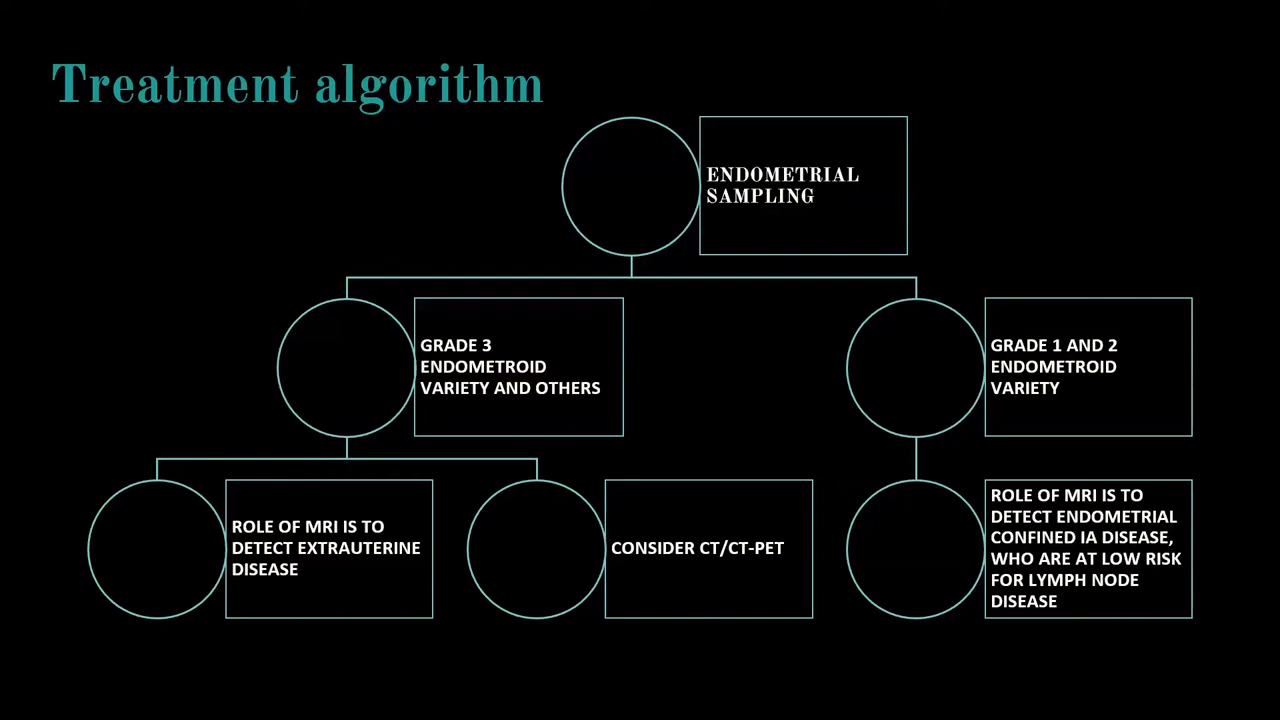 Treatment algorithm
ENDOMETRIAL
SAMPLING
GRADE 3
ENDOMETROID
VARIETY AND OTHERS
GRADE 1 AND 2
ENDOMETROID
VARIETY
ROLE OF MRI IS TO
DETECT EXTRAUTERINE
DISEASE
CONSIDER CT/CT-PET
ROLE OF MRI IS TO
DETECT ENDOMETRIAL
CONFINED IA DISEASE,
WHO ARE AT LOW RISK
FOR LYMPH NODE
DISEASE